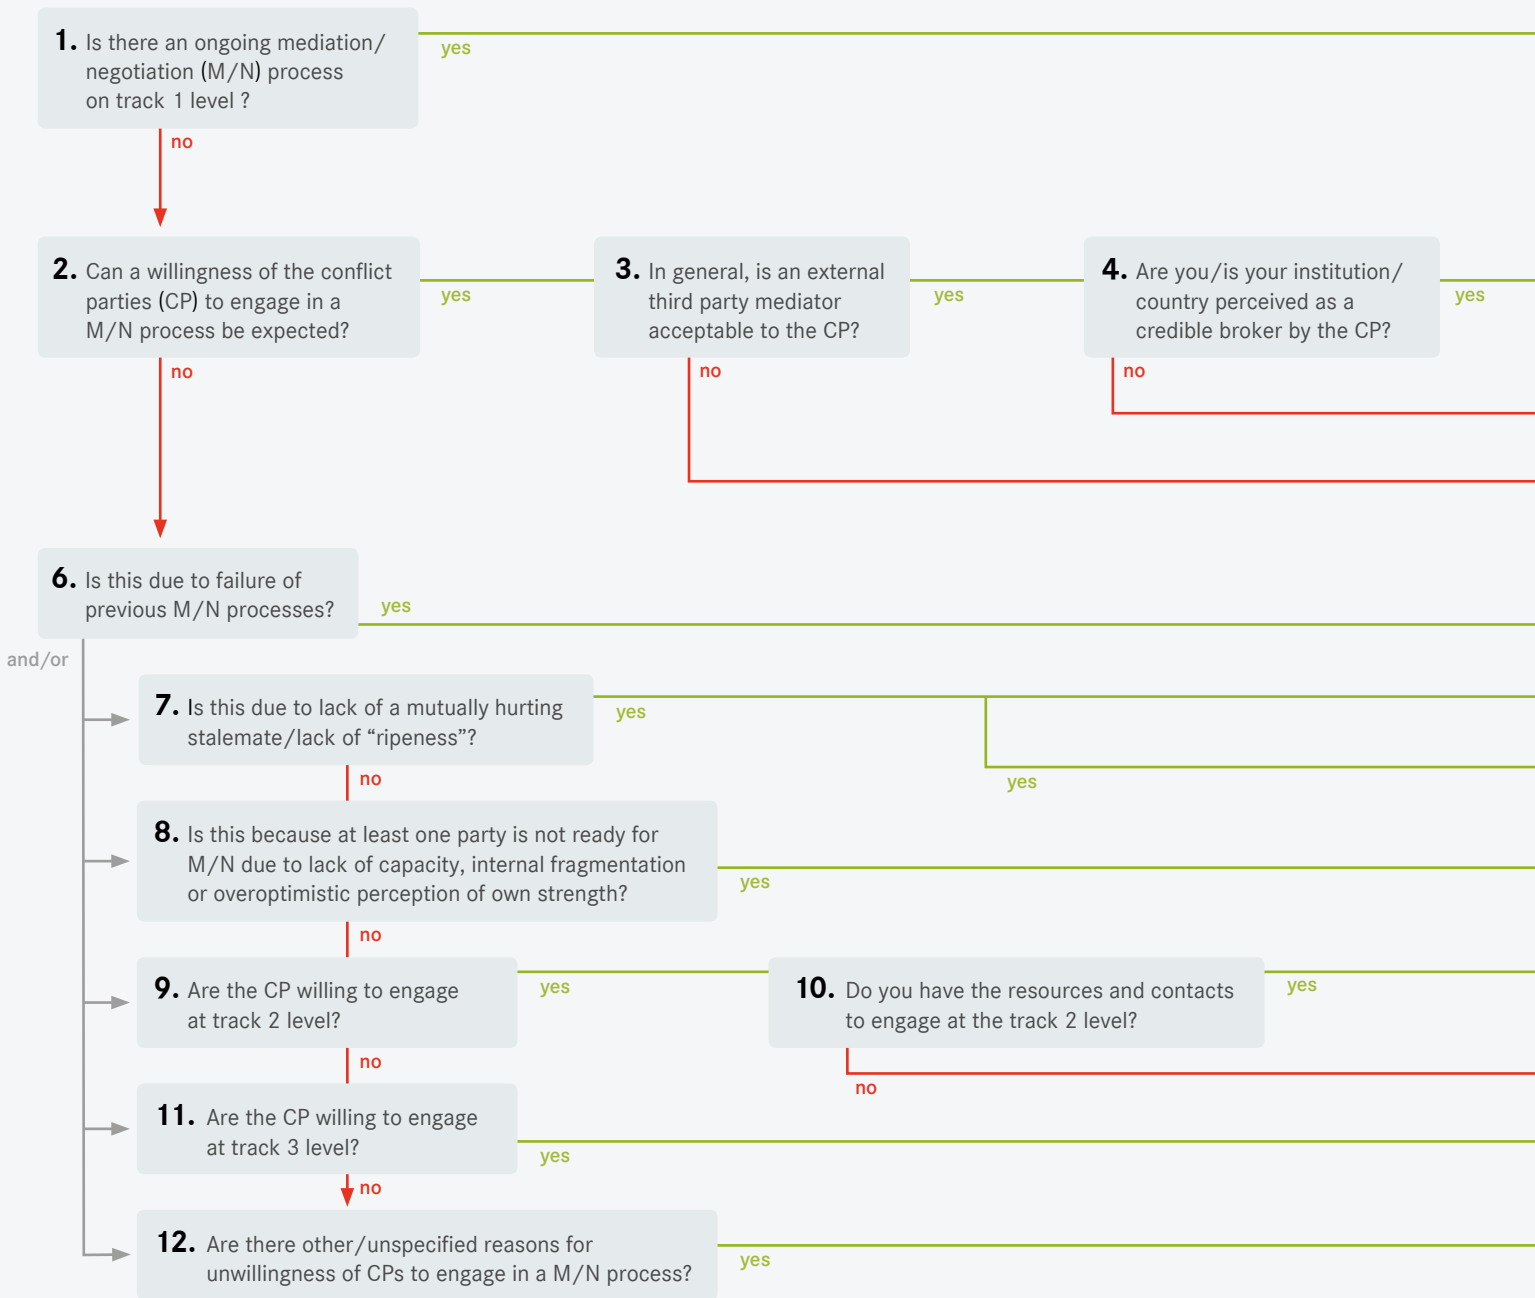 1. Is there an ongoing mediation/
negotiation (M/N) process
on track 1 level ?
yes
no
2. Can a willingness of the conflict
parties (CP) to engage in a
M/N process be expected?
yes
no
3. In general, is an external
third party mediator
acceptable to the CP?
yes
no
4. Are you/is your institution/
country perceived as a
credible broker by the CP?
yes
no
6. Is this due to failure of
previous M/N processes?
yes
and/or
7. Is this due to lack of a mutually hurting
stalemate/lack of “ripeness”?
yes
yes
no
8. Is this because at least one party is not ready for
M/N due to lack of capacity, internal fragmentation
or overoptimistic perception of own strength?
yes
no
9. Are the CP willing to engage
at track 2 level?
yes
no
10. Do you have the resources and contacts
to engage at the track 2 level?
yes
no
11. Are the CP willing to engage
at track 3 level?
yes
no
12. Are there other/unspecified reasons for
unwillingness of CPs to engage in a M/N process?
yes